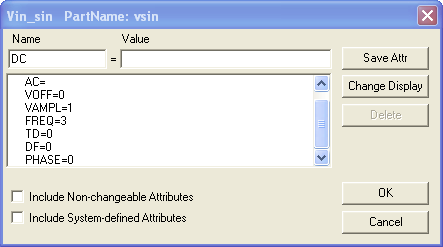 Vin_sin PartName: vsin
Name Value
DC =
Save Attr
AC=
VOFF=0
VAMPL=1
FREQ=3
TD=0
DF=0
PHASE=0
Change Display
Delete
Include Non-changeable Attributes
Include System-defined Attributes
OK
Cancel